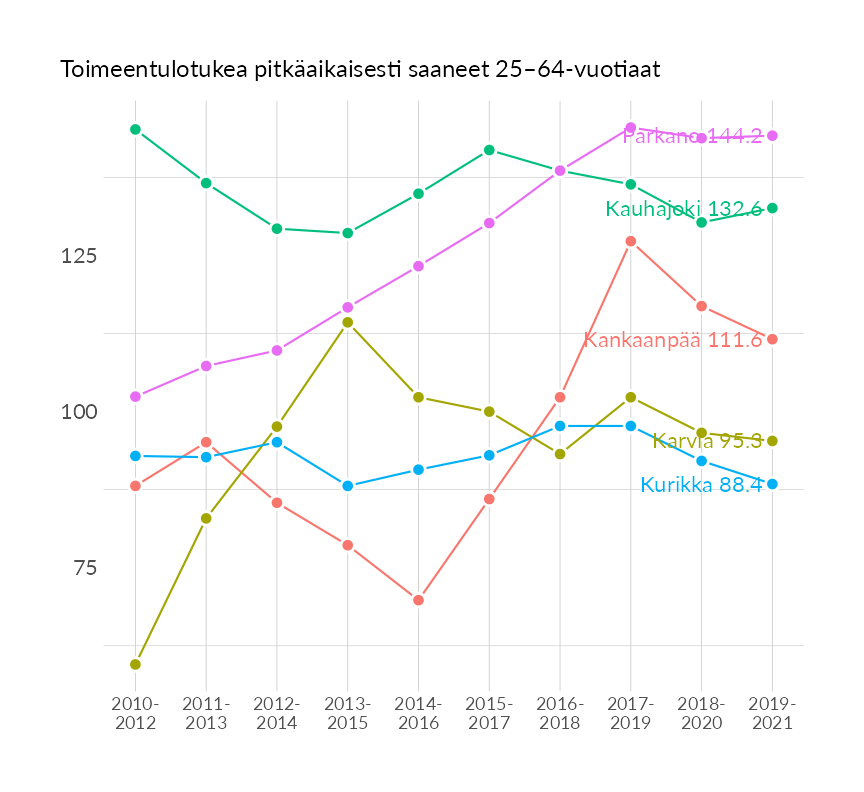 Toimeentulotukea pitkäaikaisesti saaneet 25–64-vuotiaat
Parkano 144.2
Kauhajoki 132.6
125
Kankaanpää 111.6
100
Karvia 95.3
Kurikka 88.4
75
2010- 2011- 2012- 2013- 2014- 2015- 2016- 2017- 2018- 2019-
2012 2013 2014 2015 2016 2017 2018 2019 2020 2021